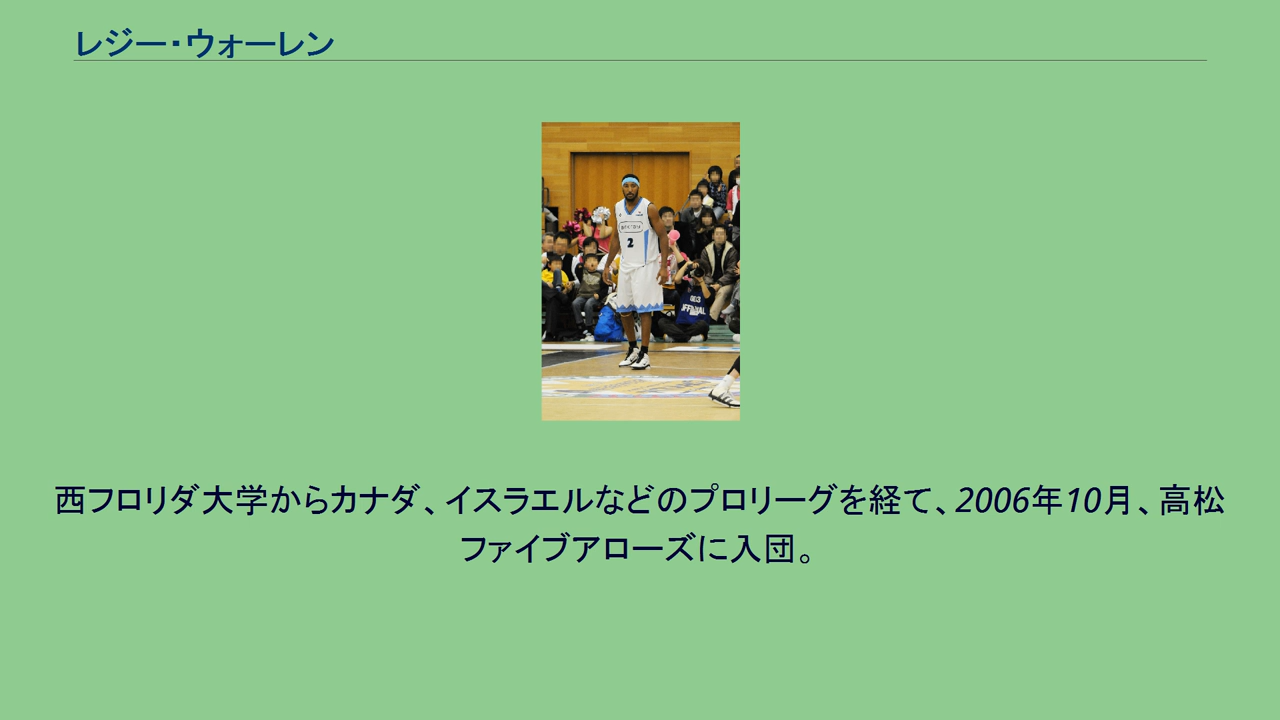 レジー・ウォーレン
2
西フロリダ大学からカナダ、イスラエルなどのプロリーグを経て、2006年10月、高松
ファイブアローズに入団。